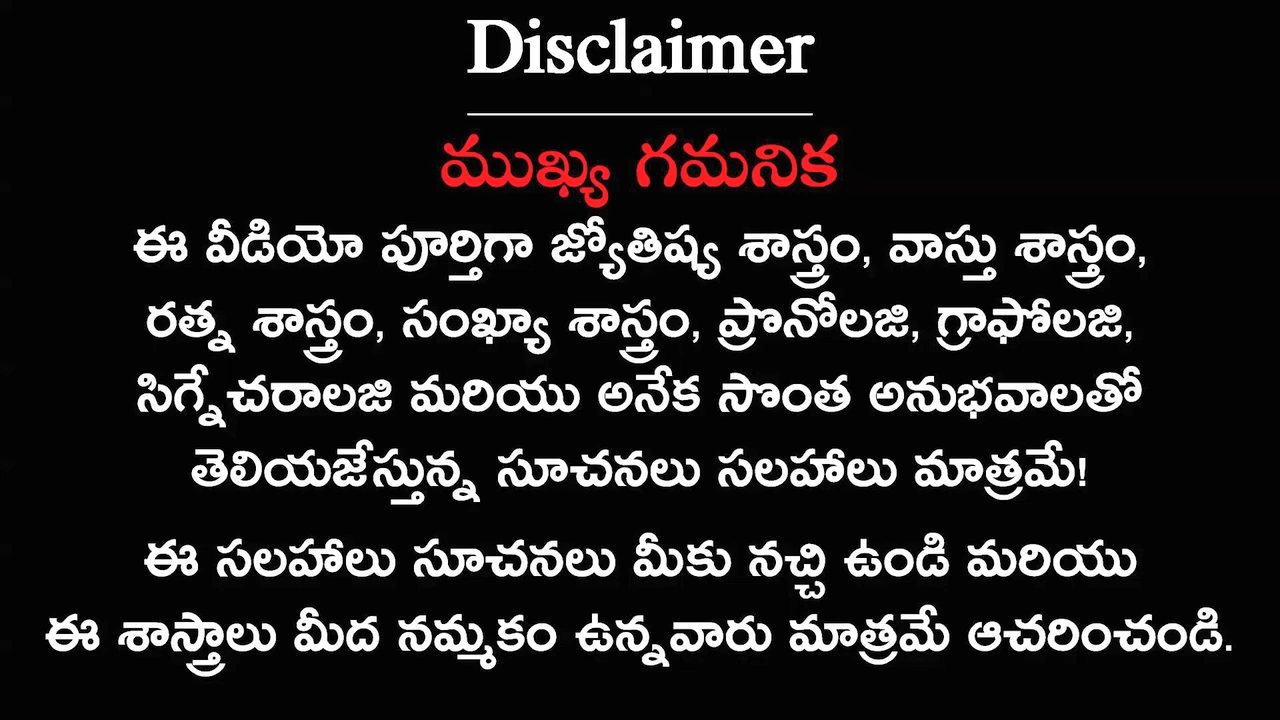 Disclaimer
ముఖ్య గమనిక
ఈ వీడియో పూర్తిగా జ్యోతిష్య శాస్త్రం, వాస్తు శాస్త్రం,
రత్న శాస్త్రం, సంఖ్యా శాస్త్రం, ప్రొనోలజి, గ్రాఫోలజి,
సిగ్నేచరాలజి మరియు అనేక సొంత అనుభవాలతో
తెలియజేస్తున్న సూచనలు సలహాలు మాత్రమే!
ఈ సలహాలు సూచనలు మీకు నచ్చి ఉండి మరియు
ఈ శాస్త్రాలు మీద నమ్మకం ఉన్నవారు మాత్రమే ఆచరించండి.